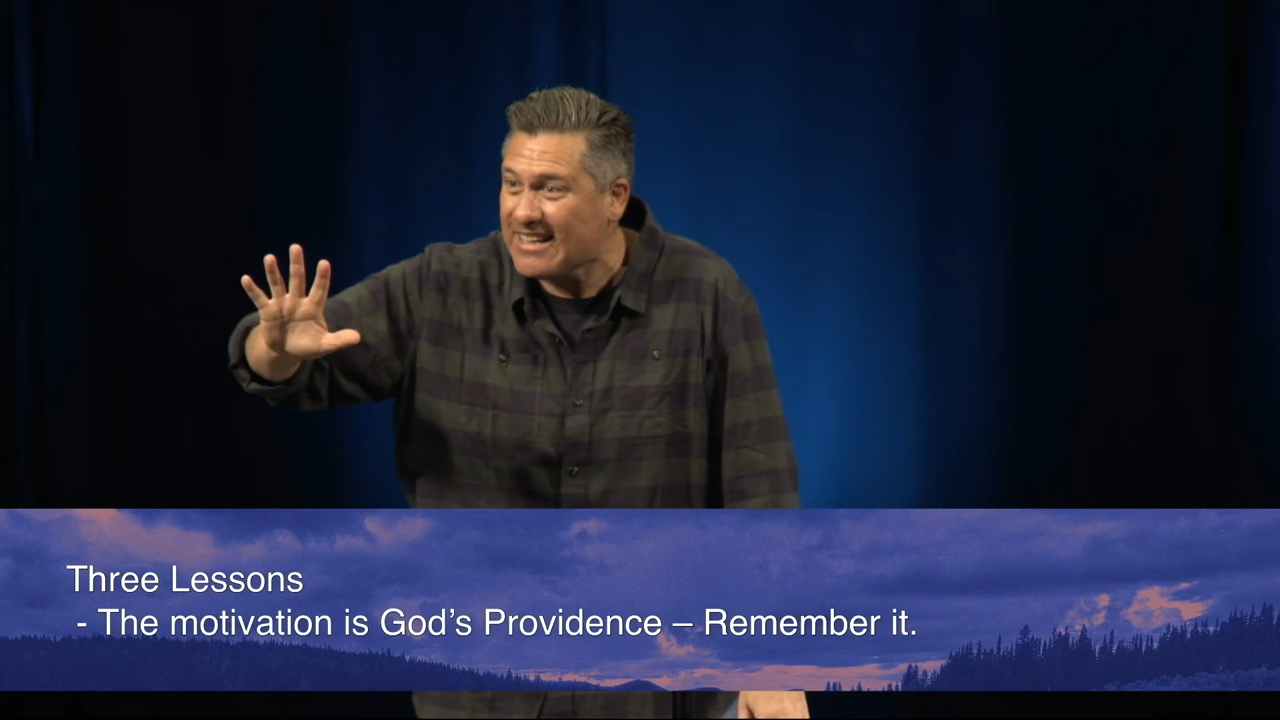 Three Lessons
- The motivation is God’s Providence – Remember it.